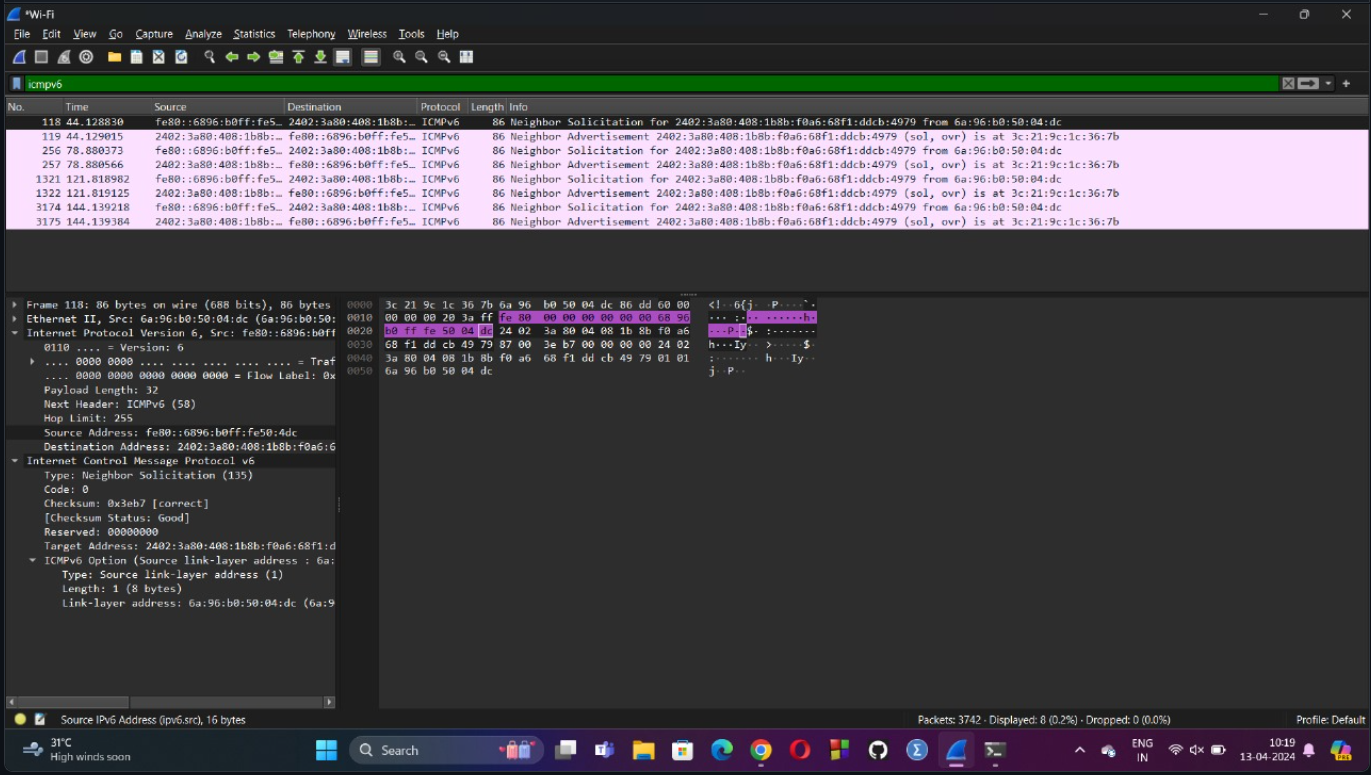 *Wi-Fi
File Edit View Go Capture Analyze Statistics Telephony Wireless Tools Help
icmpv6
No. Time Source Destination Protocol Length Info
118 44.128830 fe80::6896:b0ff:fe5… 2402:3a80:408:1b8b:… ICMPv6 86 Neighbor Solicitation for 2402:3a80:408:1b8b:f0a6:68f1:ddcb:4979 from 6a:96:b0:50:04:dc
119 44.129015 2402:3a80:408:1b8b:… fe80::6896:b0ff:fe5… ICMPv6 86 Neighbor Advertisement 2402:3a80:408:1b8b:f0a6:68f1:ddcb:4979 (sol, ovr) is at 3c:21:9c:1c:36:7b
256 78.880373 fe80::6896:b0ff:fe5… 2402:3a80:408:1b8b:… ICMPv6 86 Neighbor Solicitation for 2402:3a80:408:1b8b:f0a6:68f1:ddcb:4979 from 6a:96:b0:50:04:dc
257 78.880566 2402:3a80:408:1b8b:… fe80::6896:b0ff:fe5… ICMPv6 86 Neighbor Advertisement 2402:3a80:408:1b8b:f0a6:68f1:ddcb:4979 (sol, ovr) is at 3c:21:9c:1c:36:7b
1321 121.818982 fe80::6896:b0ff:fe5… 2402:3a80:408:1b8b:… ICMPv6 86 Neighbor Solicitation for 2402:3a80:408:1b8b:f0a6:68f1:ddcb:4979 from 6a:96:b0:50:04:dc
1322 121.819125 2402:3a80:408:1b8b:… fe80::6896:b0ff:fe5… ICMPv6 86 Neighbor Advertisement 2402:3a80:408:1b8b:f0a6:68f1:ddcb:4979 (sol, ovr) is at 3c:21:9c:1c:36:7b
3174 144.139218 fe80::6896:b0ff:fe5… 2402:3a80:408:1b8b:… ICMPv6 86 Neighbor Solicitation for 2402:3a80:408:1b8b:f0a6:68f1:ddcb:4979 from 6a:96:b0:50:04:dc
3175 144.139384 2402:3a80:408:1b8b:… fe80::6896:b0ff:fe5… ICMPv6 86 Neighbor Advertisement 2402:3a80:408:1b8b:f0a6:68f1:ddcb:4979 (sol, ovr) is at 3c:21:9c:1c:36:7b
Frame 118: 86 bytes on wire (688 bits), 86 bytes
Ethernet II, Src: 6a:96:b0:50:04:dc (6a:96:b0:50:
Internet Protocol Version 6, Src: fe80::6896:b0ff
0110 .... = Version: 6
.... 0000 0000 .... .... .... .... .... = Traf
.... 0000 0000 0000 0000 0000 = Flow Label: 0x
Payload Length: 32
Next Header: ICMPv6 (58)
Hop Limit: 255
Source Address: fe80::6896:b0ff:fe50:4dc
Destination Address: 2402:3a80:408:1b8b:f0a6:6
Internet Control Message Protocol v6
Type: Neighbor Solicitation (135)
Code: 0
Checksum: 0x3eb7 [correct]
[Checksum Status: Good]
Reserved: 00000000
Target Address: 2402:3a80:408:1b8b:f0a6:68f1:d
ICMPv6 Option (Source link-layer address : 6a:
Type: Source link-layer address (1)
Length: 1 (8 bytes)
Link-layer address: 6a:96:b0:50:04:dc (6a:9
0000 3c 21 9c 1c 36 7b 6a 96 b0 50 04 dc 86 dd 60 00 <!··6{j· ·P····`·
0010 00 00 00 20 3a ff fe 80 00 00 00 00 00 00 68 96 ··· :··· ······h·
0020 b0 ff fe 50 04 dc 24 02 3a 80 04 08 1b 8b f0 a6 ···P··$· :·······
0030 68 f1 dd cb 49 79 87 00 3e b7 00 00 00 00 24 02 h···Iy·· >·····$·
0040 3a 80 04 08 1b 8b f0 a6 68 f1 dd cb 49 79 01 01 :······· h···Iy··
0050 6a 96 b0 50 04 dc j··P··
Source IPv6 Address (ipv6.src), 16 bytes
Packets: 3742 · Displayed: 8 (0.2%) · Dropped: 0 (0.0%)
Profile: Default
31°C
High winds soon
Search
ENG
IN
10:19
13-04-2024
PRE